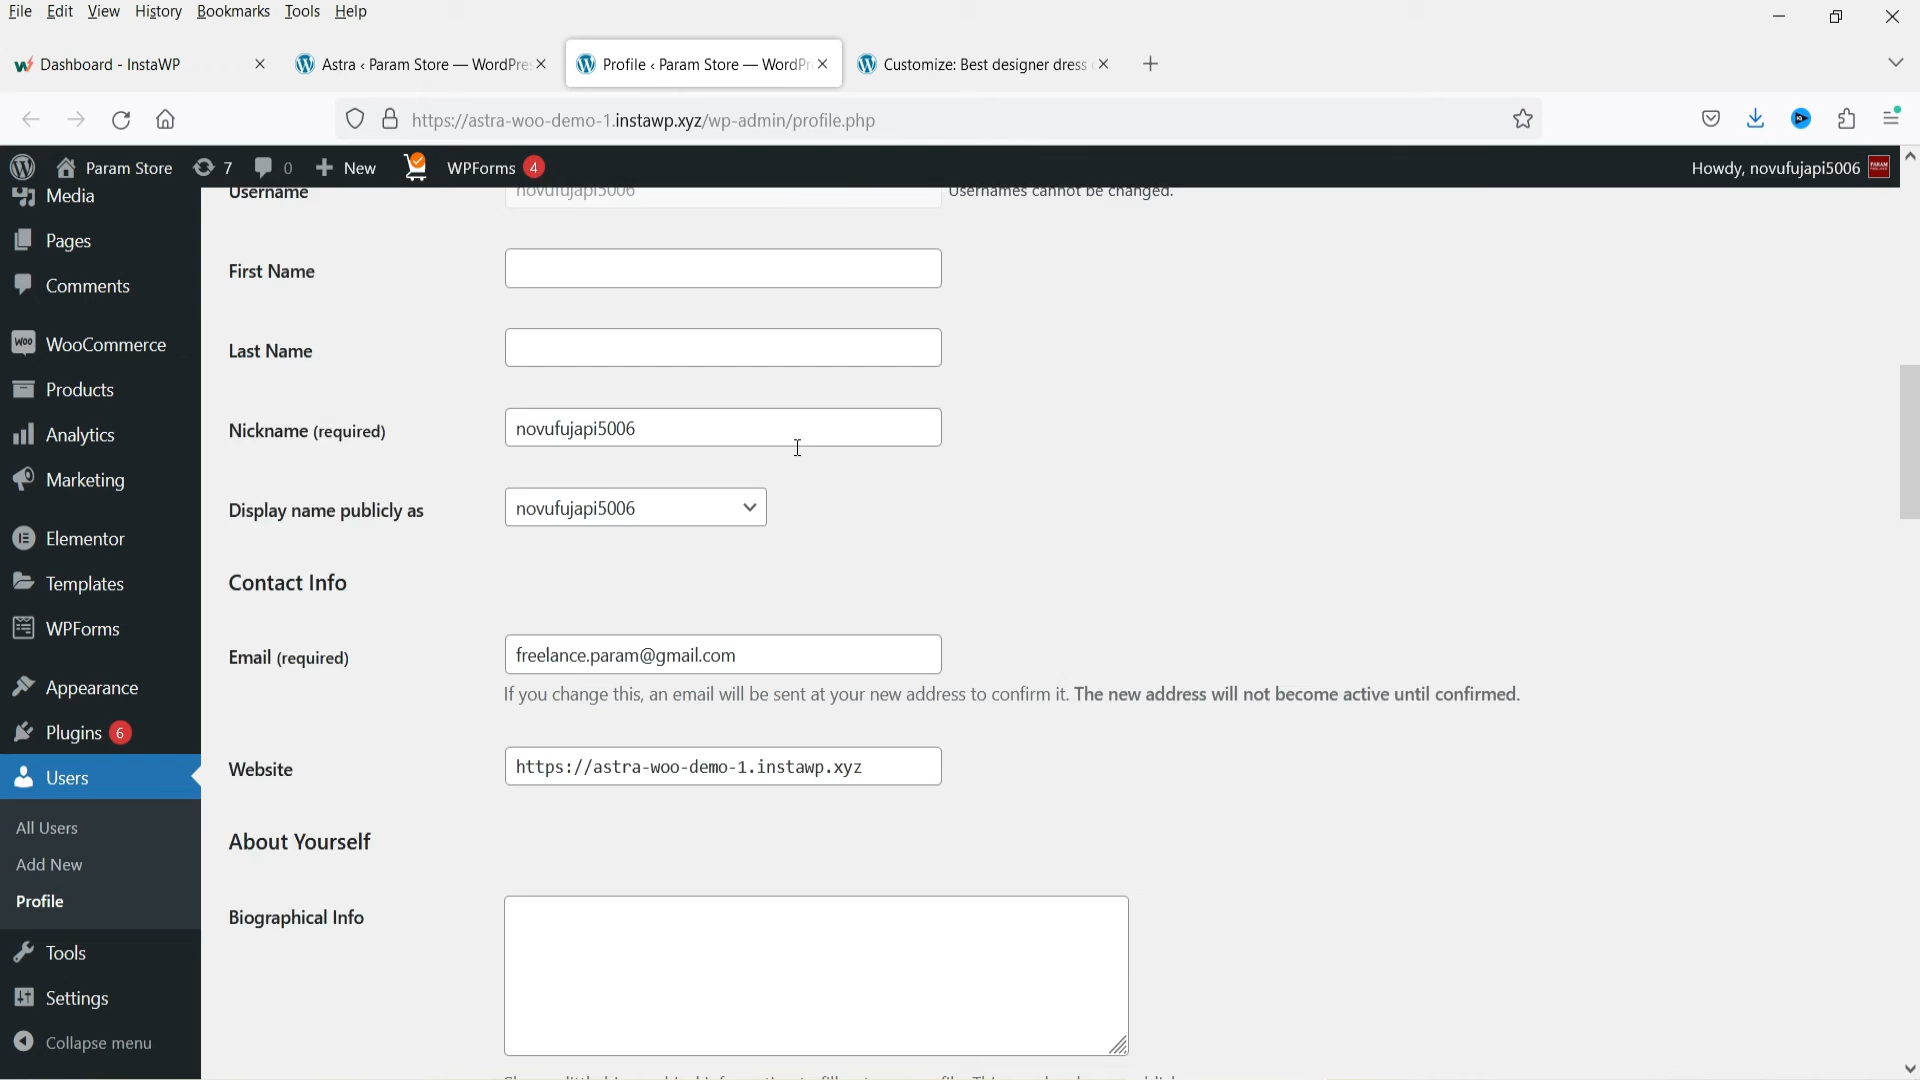 File Edit View History Bookmarks Tools Help
Dashboard - InstaWP
Astra ‹ Param Store — WordPre
Profile ‹ Param Store — WordPr
Customize: Best designer dress
https://astra-woo-demo-1.instawp.xyz/wp-admin/profile.php
Param Store 7 0 New WPForms 4 Howdy, novufujapi5006
Media
Pages
Comments
WooCommerce
Products
Analytics
Marketing
Elementor
Templates
WPForms
Appearance
Plugins 6
Users
All Users
Add New
Profile
Tools
Settings
Collapse menu
Username novufujapi5006 Usernames cannot be changed.
First Name
Last Name
Nickname (required) novufujapi5006
Display name publicly as novufujapi5006
Contact Info
Email (required) freelance.param@gmail.com
If you change this, an email will be sent at your new address to confirm it. The new address will not become active until confirmed.
Website https://astra-woo-demo-1.instawp.xyz
About Yourself
Biographical Info